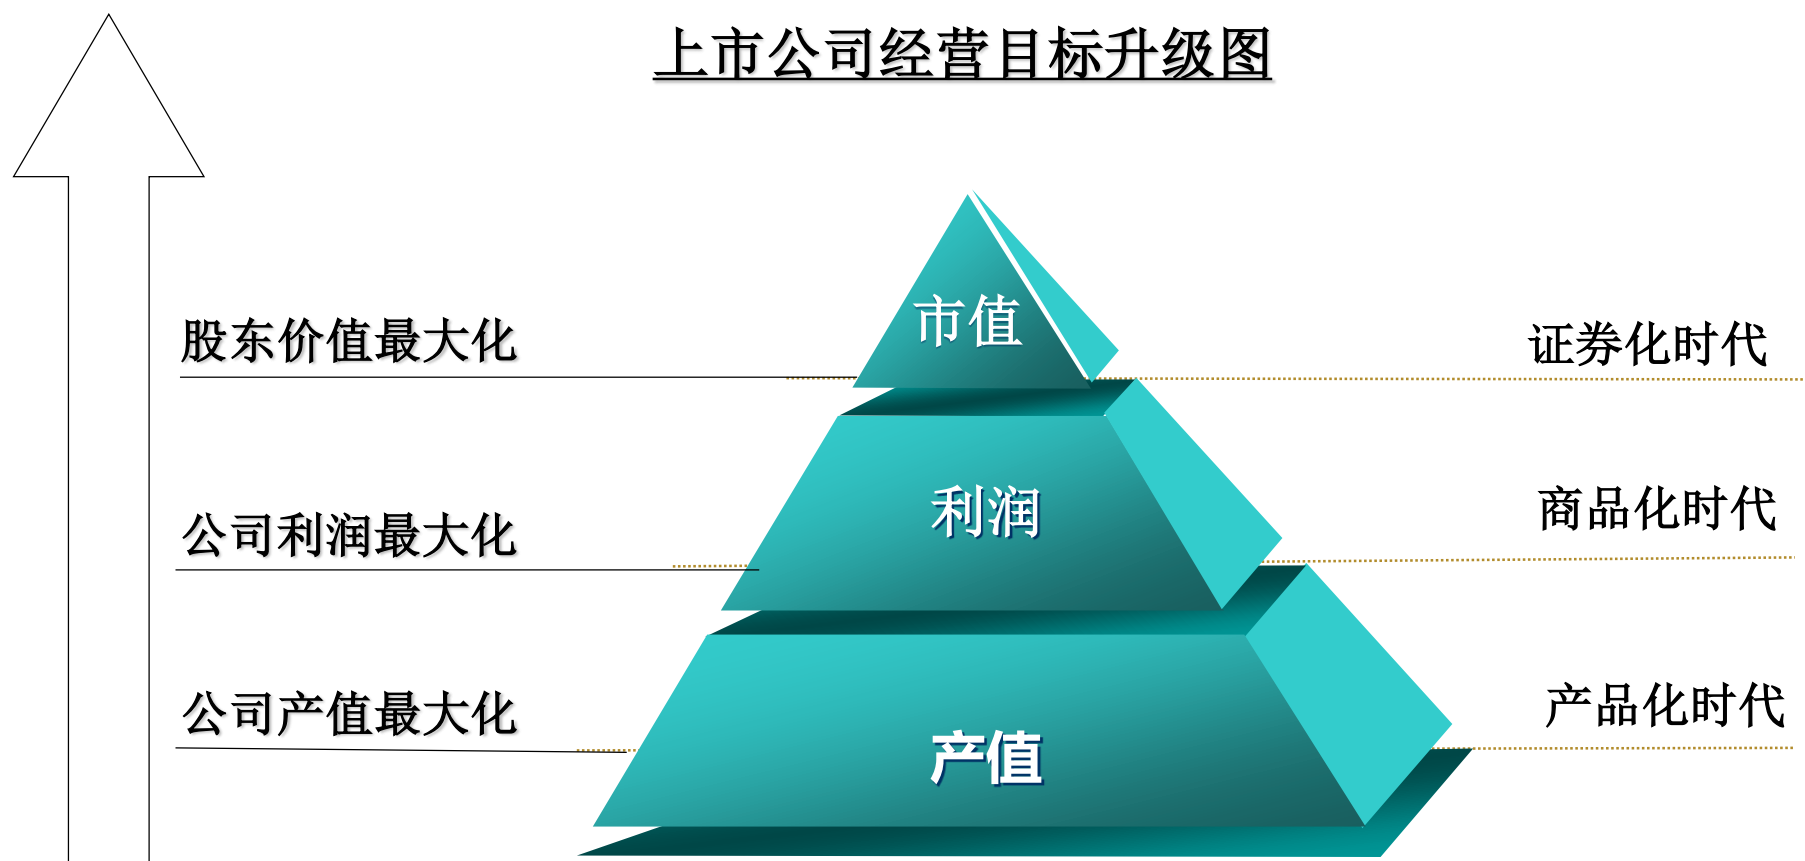 上市公司经营目标升级图
市值
股东价值最大化
证券化时代
利润
公司利润最大化
商品化时代
产值
公司产值最大化
产品化时代